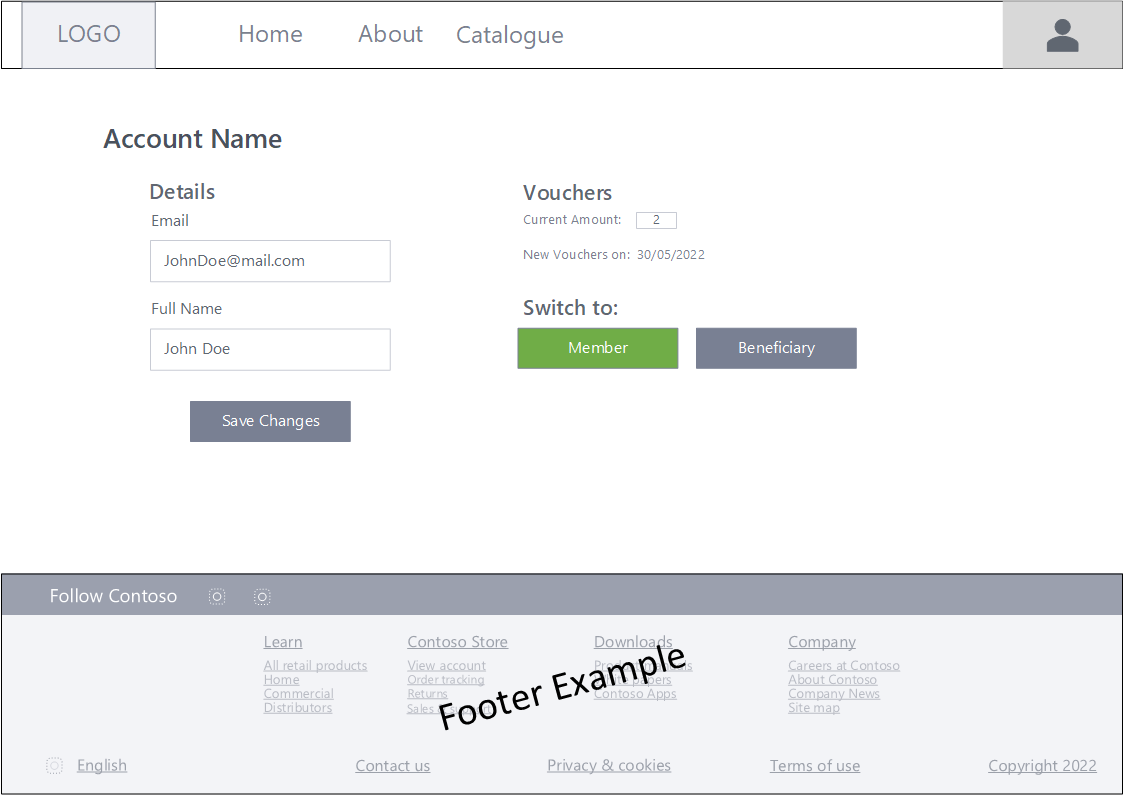 LOGO
Home
About
Catalogue
Account Name
Details
Email
JohnDoe@mail.com
Full Name
John Doe
Save Changes
Vouchers
Current Amount: 2
New Vouchers on: 30/05/2022
Switch to:
Member
Beneficiary
Follow Contoso
Learn
All retail products
Home
Commercial
Distributors
Contoso Store
View account
Order tracking
Returns
Sales
Downloads
papers
Contoso Apps
Company
Careers at Contoso
About Contoso
Company News
Site map
Footer Example
English
Contact us
Privacy & cookies
Terms of use
Copyright 2022